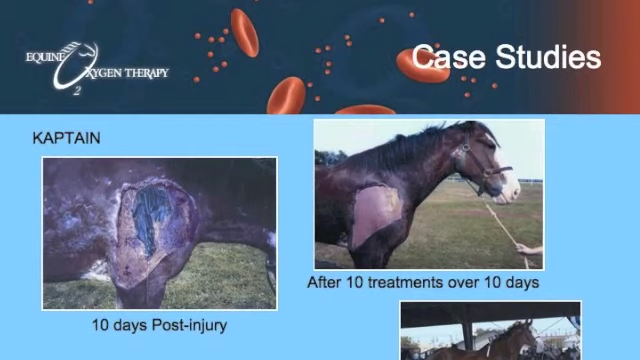 EQUINE
OXYGEN THERAPY
2
Case Studies
KAPTAIN
After 10 treatments over 10 days
10 days Post-injury